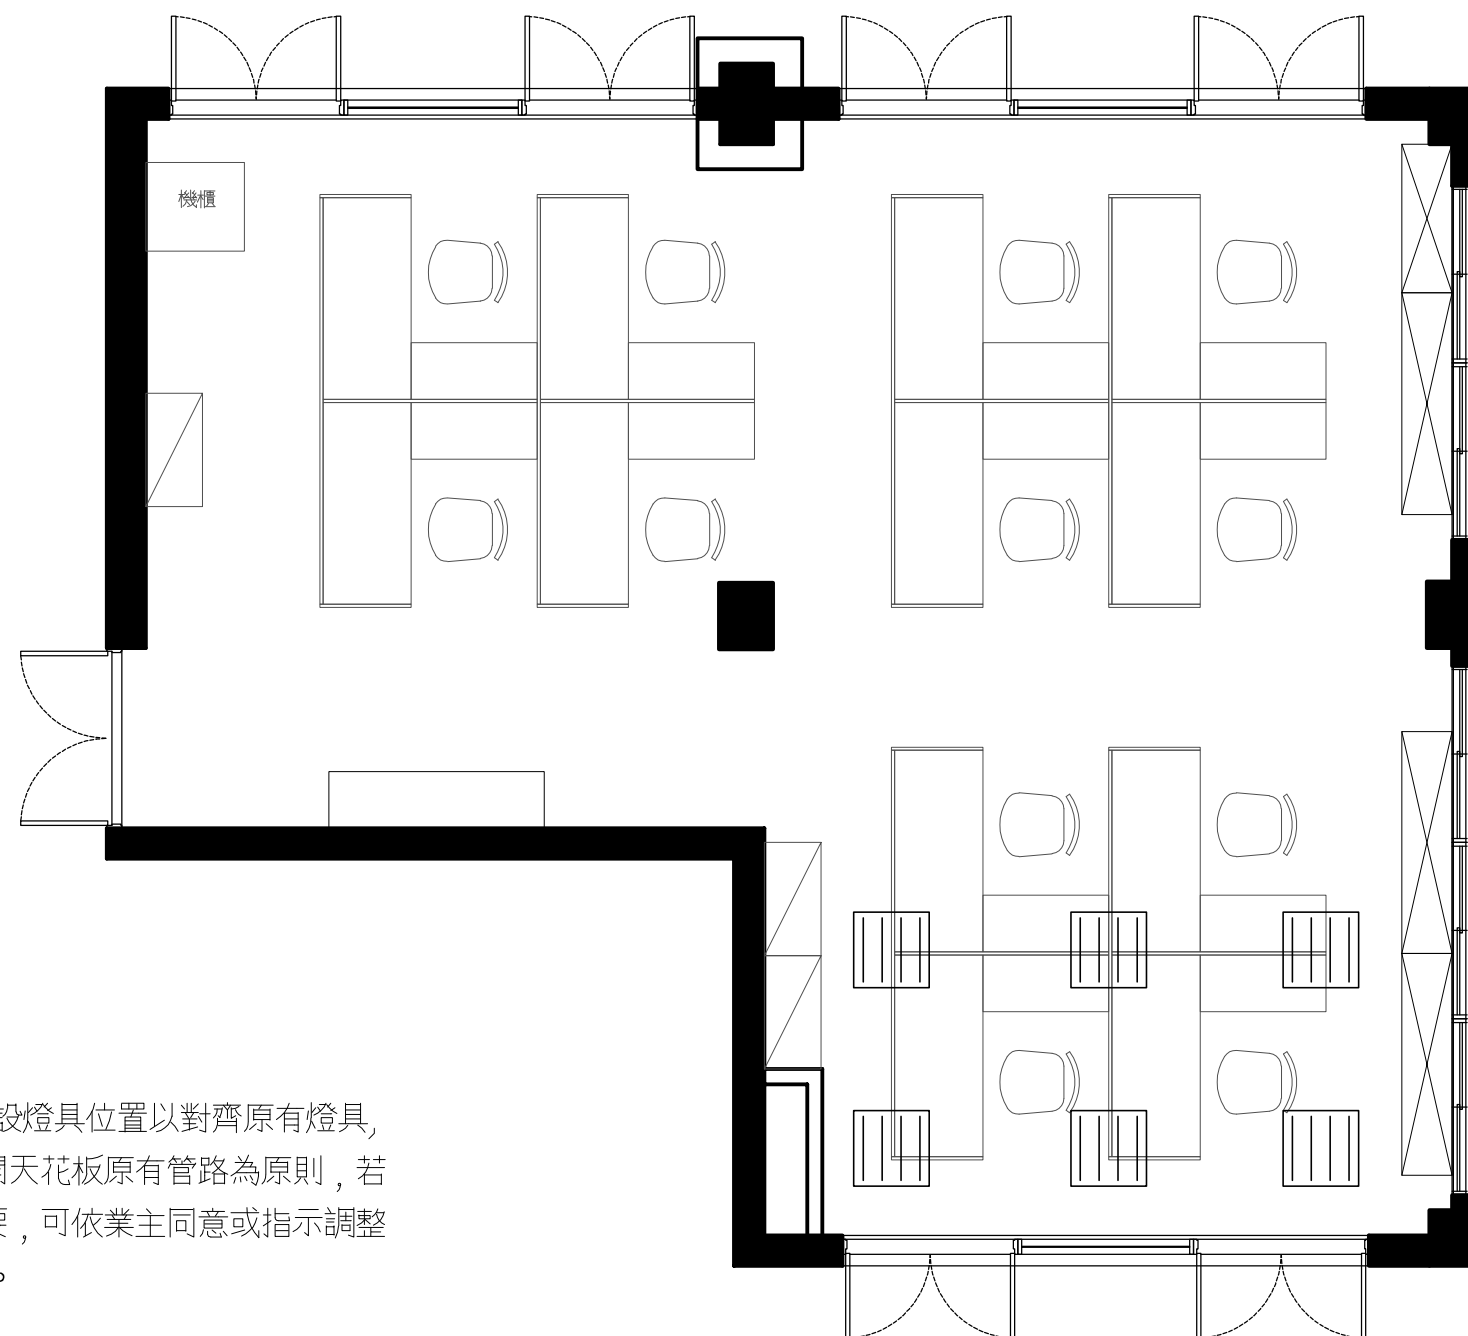 機櫃
設燈具位置以對齊原有燈具,
天花板原有管路為原則，若
，可依業主同意或指示調整
。